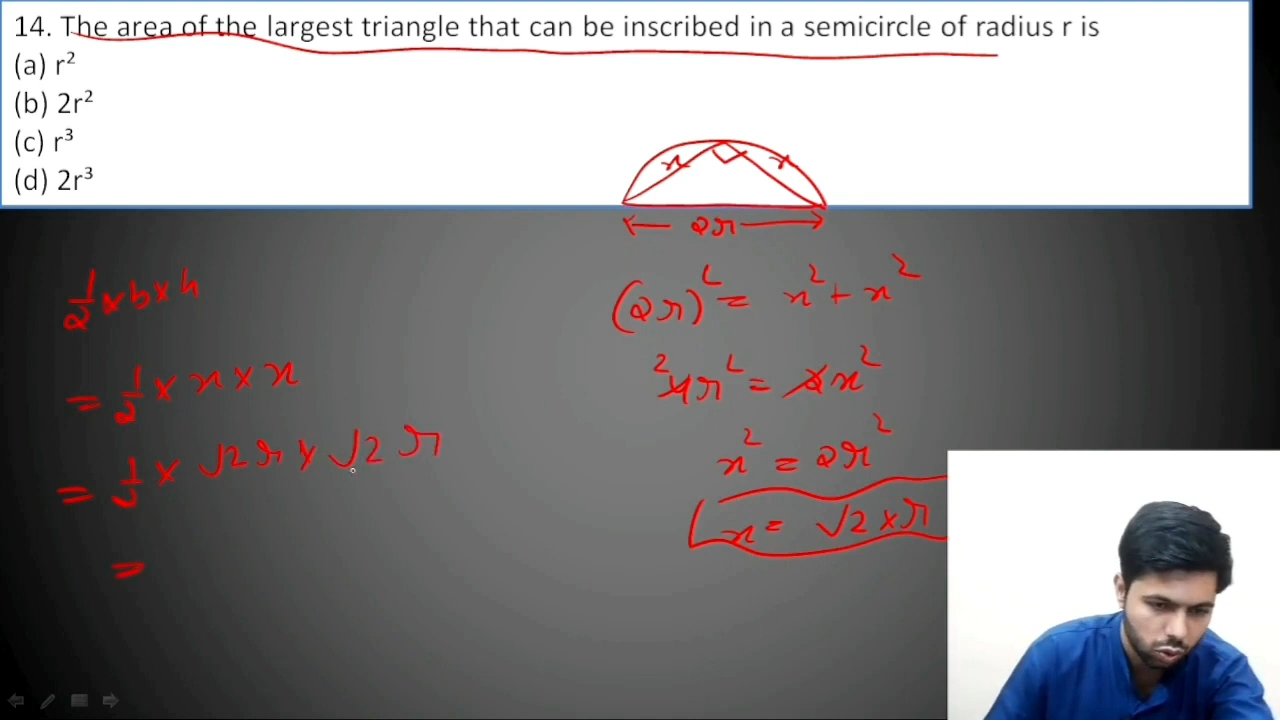 14. The area of the largest triangle that can be inscribed in a semicircle of radius r is
(a) r²
(b) 2r²
(c) r³
(d) 2r³
x x
2r
1/2 × b × h
= 1/2 × x × x
= 1/2 × √2 r × √2 r
=
(2r)² = x² + x²
²4r² = 2x²
x² = 2r²
x = √2 × r